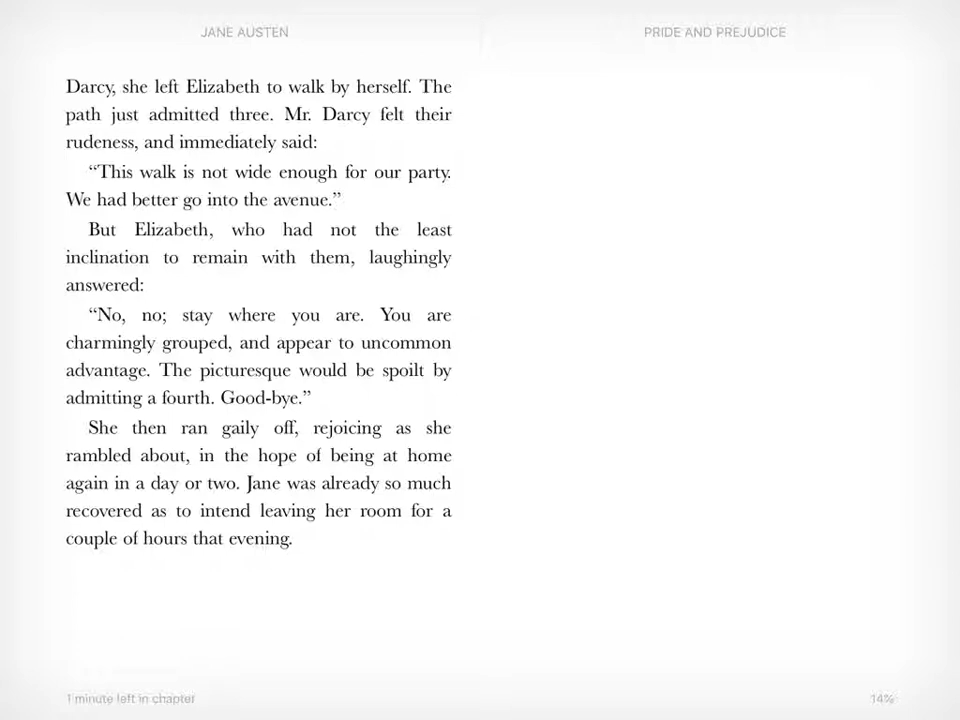 JANE AUSTEN
PRIDE AND PREJUDICE
Darcy, she left Elizabeth to walk by herself. The
path just admitted three. Mr. Darcy felt their
rudeness, and immediately said:
“This walk is not wide enough for our party.
We had better go into the avenue.”
But Elizabeth, who had not the least
inclination to remain with them, laughingly
answered:
“No, no; stay where you are. You are
charmingly grouped, and appear to uncommon
advantage. The picturesque would be spoilt by
admitting a fourth. Good-bye.”
She then ran gaily off, rejoicing as she
rambled about, in the hope of being at home
again in a day or two. Jane was already so much
recovered as to intend leaving her room for a
couple of hours that evening.
1 minute left in chapter
14%